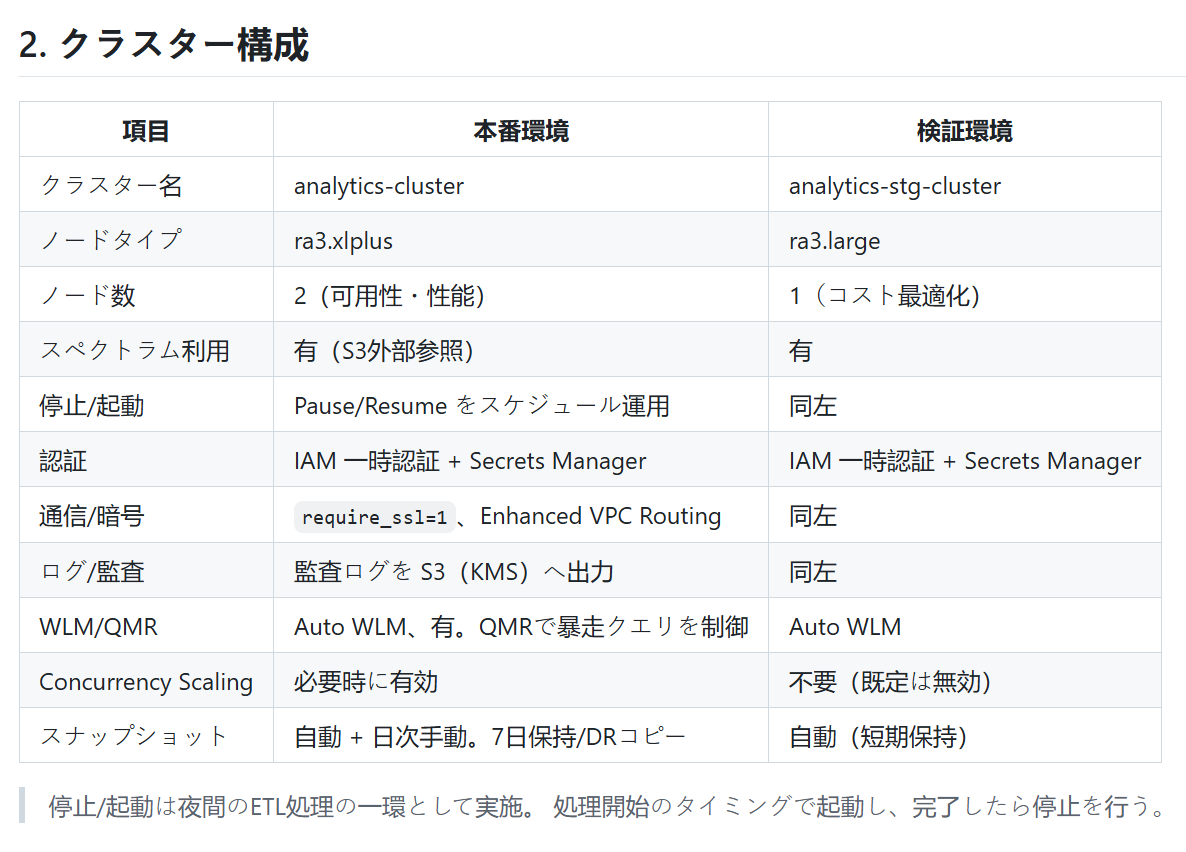 2. クラスター構成
項目 本番環境 検証環境
クラスター名 analytics-cluster analytics-stg-cluster
ノードタイプ ra3.xlplus ra3.large
ノード数 2（可用性・性能） 1（コスト最適化）
スペクトラム利用 有（S3外部参照） 有
停止/起動 Pause/Resume をスケジュール運用 同左
認証 IAM 一時認証 + Secrets Manager IAM 一時認証 + Secrets Manager
通信/暗号 require_ssl=1、Enhanced VPC Routing 同左
ログ/監査 監査ログを S3（KMS）へ出力 同左
WLM/QMR Auto WLM、有。QMRで暴走クエリを制御 Auto WLM
Concurrency Scaling 必要時に有効 不要（既定は無効）
スナップショット 自動 + 日次手動。7日保持/DRコピー 自動（短期保持）
停止/起動は夜間のETL処理の一環として実施。 処理開始のタイミングで起動し、完了したら停止を行う。